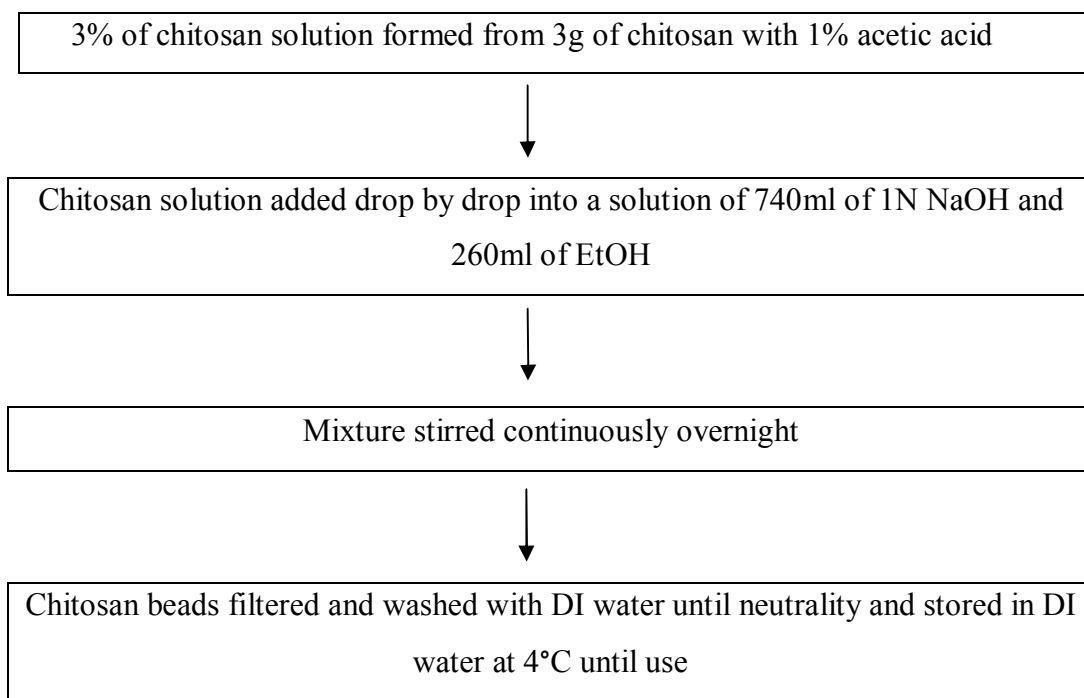 3% of chitosan solution formed from 3g of chitosan with 1% acetic acid
Chitosan solution added drop by drop into a solution of 740ml of 1N NaOH and
260ml of EtOH
Mixture stirred continuously overnight
Chitosan beads filtered and washed with DI water until neutrality and stored in DI
water at 4°C until use